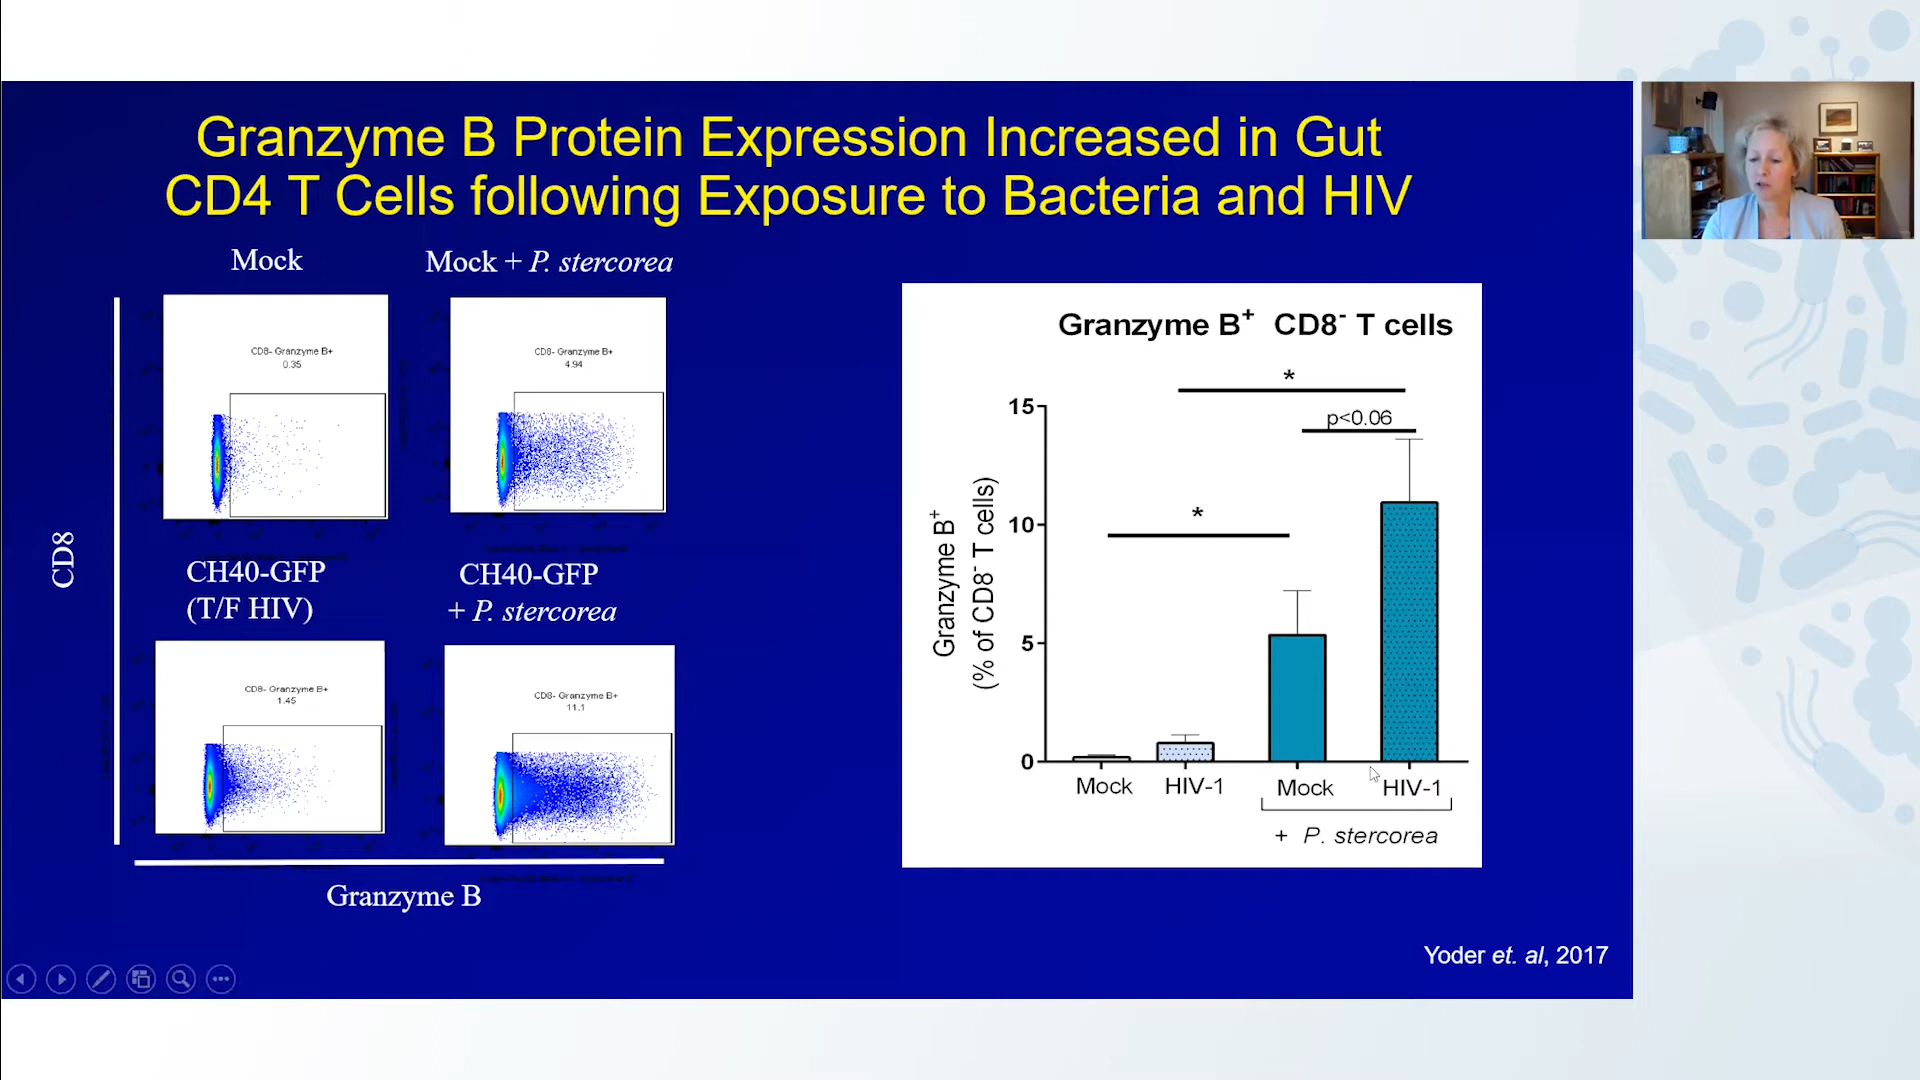 Granzyme B Protein Expression Increased in Gut
CD4 T Cells following Exposure to Bacteria and HIV
Mock
Mock + P. stercorea
CD8- Granzyme B+
0.35
CD8- Granzyme B+
4.94
CD8
CH40-GFP
(T/F HIV)
CH40-GFP
+ P. stercorea
CD8- Granzyme B+
1.45
CD8- Granzyme B+
11.1
Granzyme B
Granzyme B+ CD8- T cells
*
p<0.06
*
15
10
5
0
Granzyme B+
(% of CD8- T cells)
Mock
HIV-1
Mock
HIV-1
+ P. stercorea
Yoder et. al, 2017